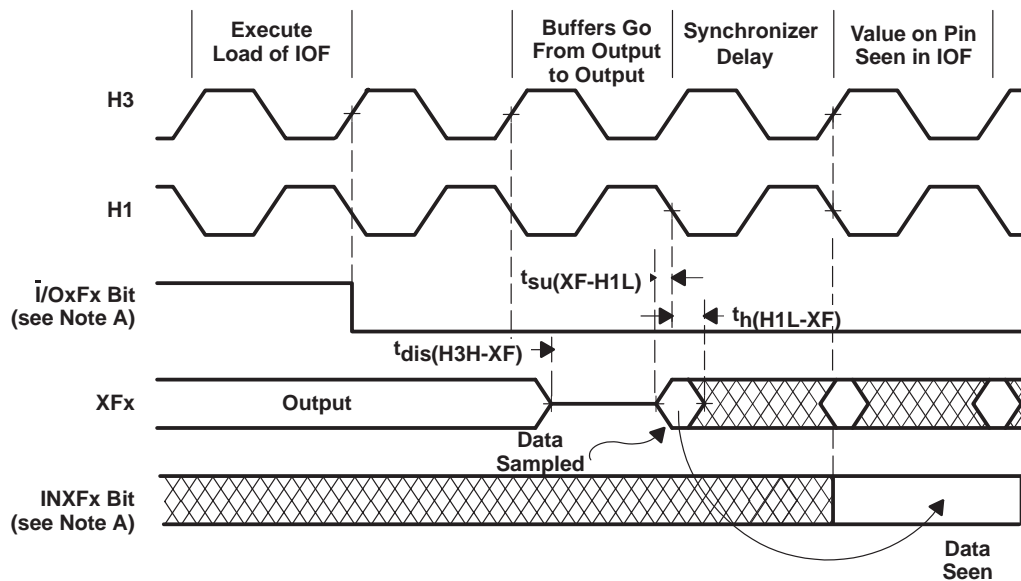 Execute
Load of IOF
Buffers Go
From Output
to Output
Synchronizer
Delay
Value on Pin
Seen in IOF
H3
H1
tsu(XF-H1L)
Ī/OxFx Bit
(see Note A)
th(H1L-XF)
tdis(H3H-XF)
XFx
Output
Data
Sampled
INXFx Bit
(see Note A)
Data
Seen